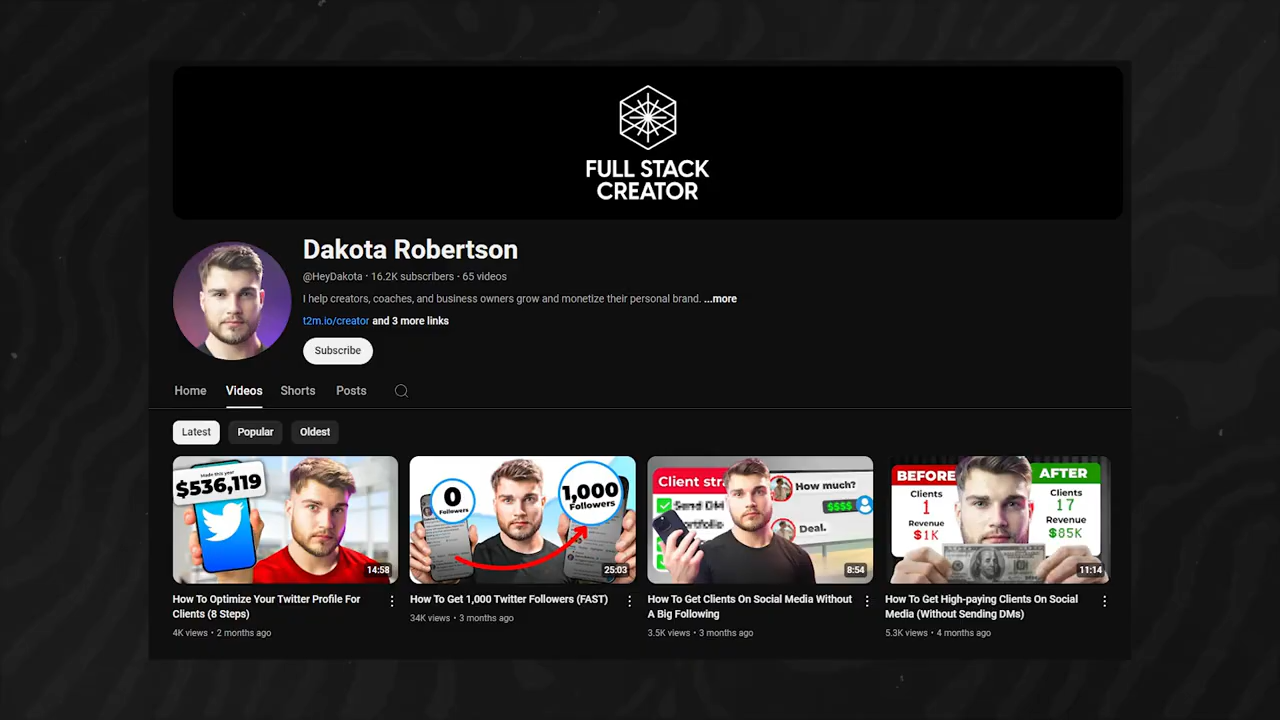 FULL STACK
CREATOR
Dakota Robertson
@HeyDakota · 16.2K subscribers · 65 videos
I help creators, coaches, and business owners grow and monetize their personal brand. ...more
t2m.io/creator and 3 more links
Subscribe
Home Videos Shorts Posts
Latest Popular Oldest
Made this year
$536,119
14:58
0
Followers
1,000
Followers
25:03
Client
Send DM
How much?
$$$$
Deal.
8:54
BEFORE
Clients
1
Revenue
$1K
AFTER
Clients
17
Revenue
$85K
11:14
How To Optimize Your Twitter Profile For
Clients (8 Steps)
4K views · 2 months ago
How To Get 1,000 Twitter Followers (FAST)
34K views · 3 months ago
How To Get Clients On Social Media Without
A Big Following
3.5K views · 3 months ago
How To Get High-paying Clients On Social
Media (Without Sending DMs)
5.3K views · 4 months ago